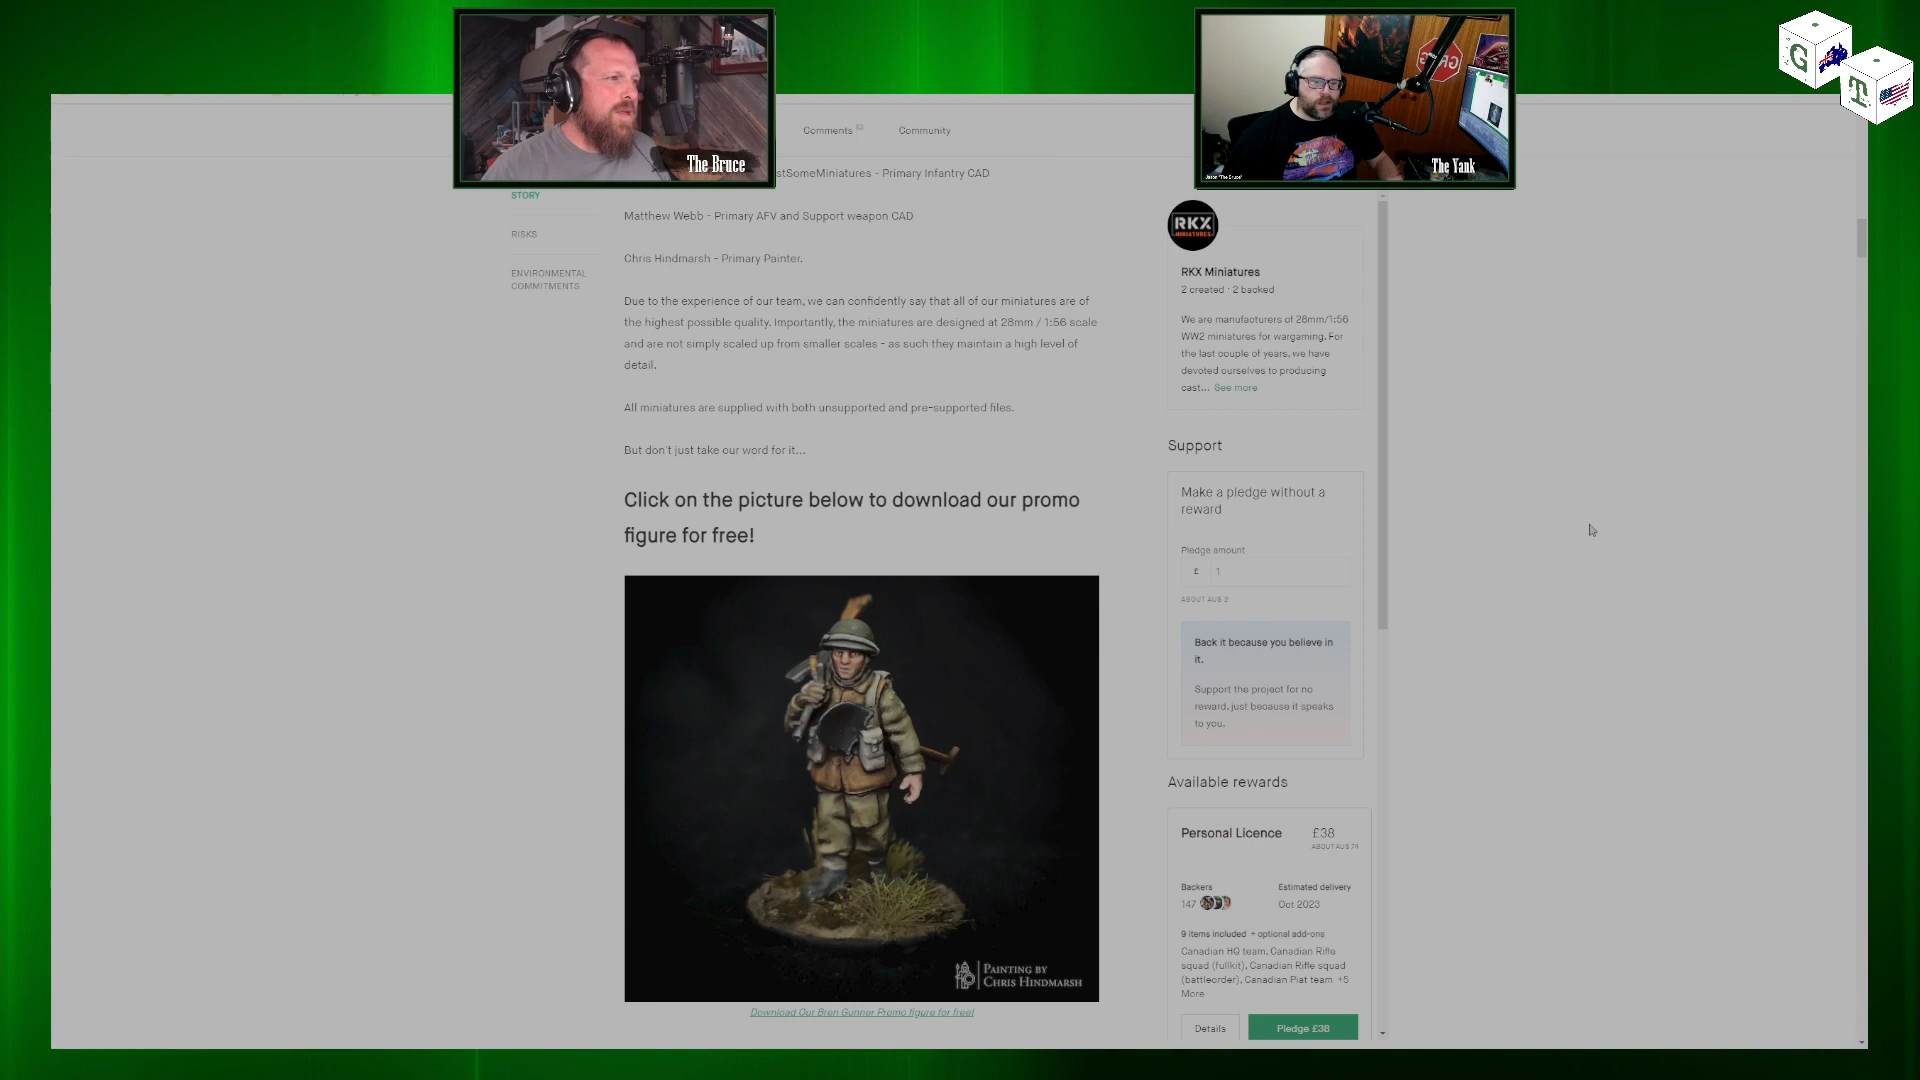 The Bruce
The Yank
Jason "The Bruce"
G
T
Comments 85
Community
stSomeMiniatures - Primary Infantry CAD
STORY
RISKS
ENVIRONMENTAL
COMMITMENTS
Matthew Webb - Primary AFV and Support weapon CAD
Chris Hindmarsh - Primary Painter.
Due to the experience of our team, we can confidently say that all of our miniatures are of
the highest possible quality. Importantly, the miniatures are designed at 28mm / 1:56 scale
and are not simply scaled up from smaller scales - as such they maintain a high level of
detail.
All miniatures are supplied with both unsupported and pre-supported files.
But don't just take our word for it...
Click on the picture below to download our promo
figure for free!
PAINTING BY
CHRIS HINDMARSH
Download Our Bren Gunner Promo figure for free!
RKX
MINIATURES
RKX Miniatures
2 created · 2 backed
We are manufacturers of 28mm/1:56
WW2 miniatures for wargaming. For
the last couple of years, we have
devoted ourselves to producing
cast... See more
Support
Make a pledge without a
reward
Pledge amount
£ 1
ABOUT AU$ 2
Back it because you believe in
it.
Support the project for no
reward, just because it speaks
to you.
Available rewards
Personal Licence £38
ABOUT AU$ 74
Backers Estimated delivery
147 Oct 2023
9 items included + optional add-ons
Canadian HQ team, Canadian Rifle
squad (fullkit), Canadian Rifle squad
(battleorder), Canadian Piat team +5
More
Details Pledge £38